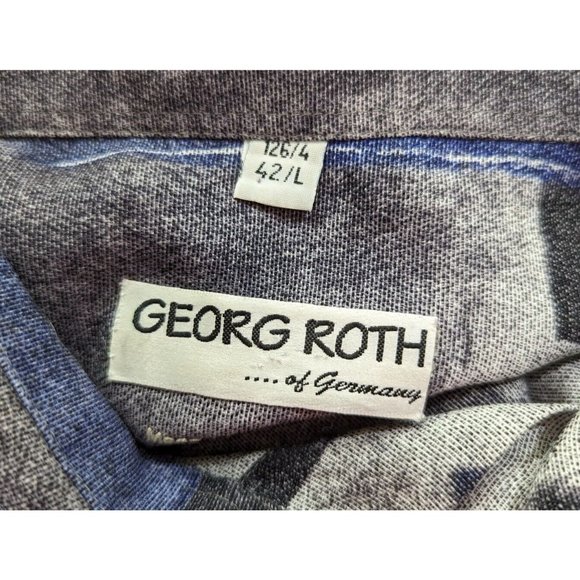 126/4
42/L
GEORG ROTH
.... of Germany